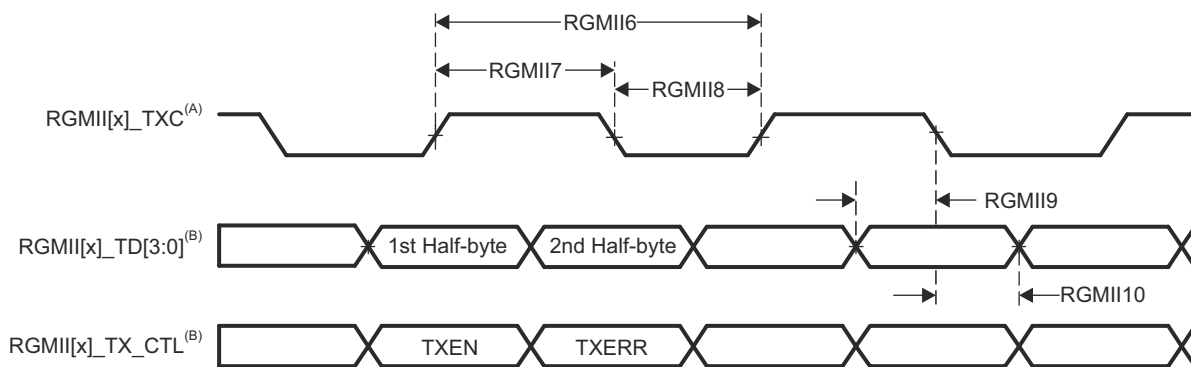 RGMII6
RGMII7
RGMII8
RGMII[x]_TXC(A)
RGMII9
RGMII[x]_TD[3:0](B)
1st Half-byte
2nd Half-byte
RGMII10
RGMII[x]_TX_CTL(B)
TXEN
TXERR